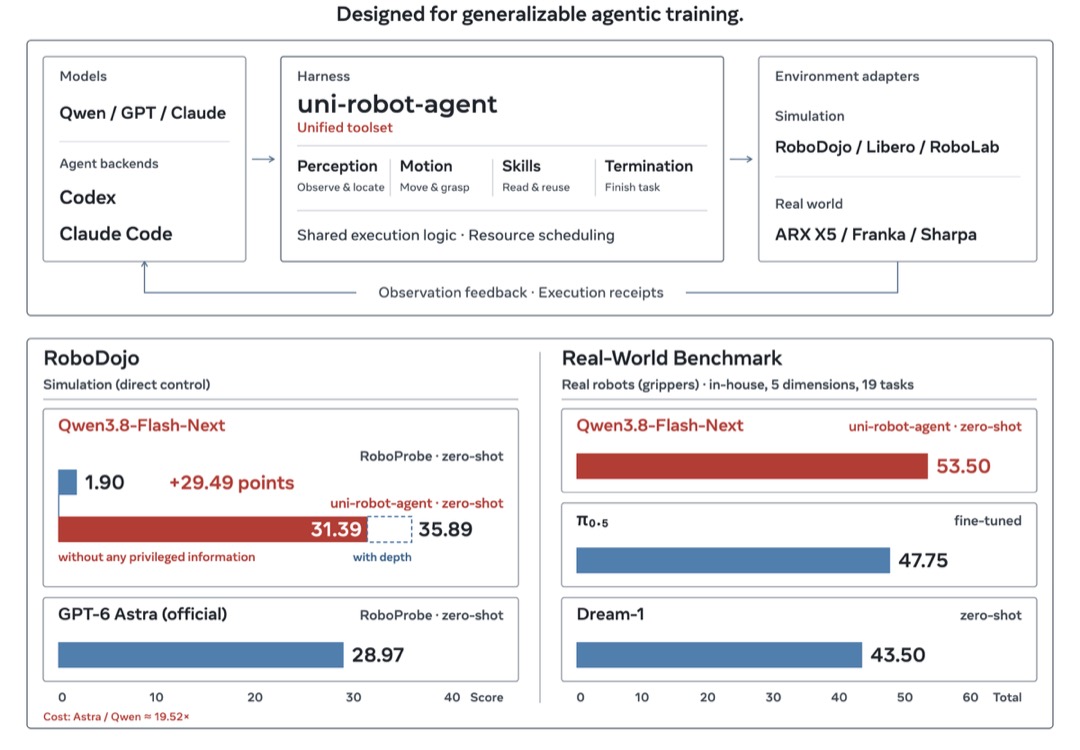 Designed for generalizable agentic training.
Models
Qwen / GPT / Claude
Agent backends
Codex
Claude Code
Harness
uni-robot-agent
Unified toolset
Perception
Observe & locate
Motion
Move & grasp
Skills
Read & reuse
Termination
Finish task
Shared execution logic · Resource scheduling
Environment adapters
Simulation
RoboDojo / Libero / RoboLab
Real world
ARX X5 / Franka / Sharpa
Observation feedback · Execution receipts
RoboDojo
Simulation (direct control)
Qwen3.8-Flash-Next
RoboProbe · zero-shot
1.90
+29.49 points
uni-robot-agent · zero-shot
31.39
35.89
without any privileged information
with depth
GPT-6 Astra (official)
RoboProbe · zero-shot
28.97
0 10 20 30 40 Score
Cost: Astra / Qwen ≈ 19.52×
Real-World Benchmark
Real robots (grippers) · in-house, 5 dimensions, 19 tasks
Qwen3.8-Flash-Next
uni-robot-agent · zero-shot
53.50
π0.5
fine-tuned
47.75
Dream-1
zero-shot
43.50
0 10 20 30 40 50 60 Total